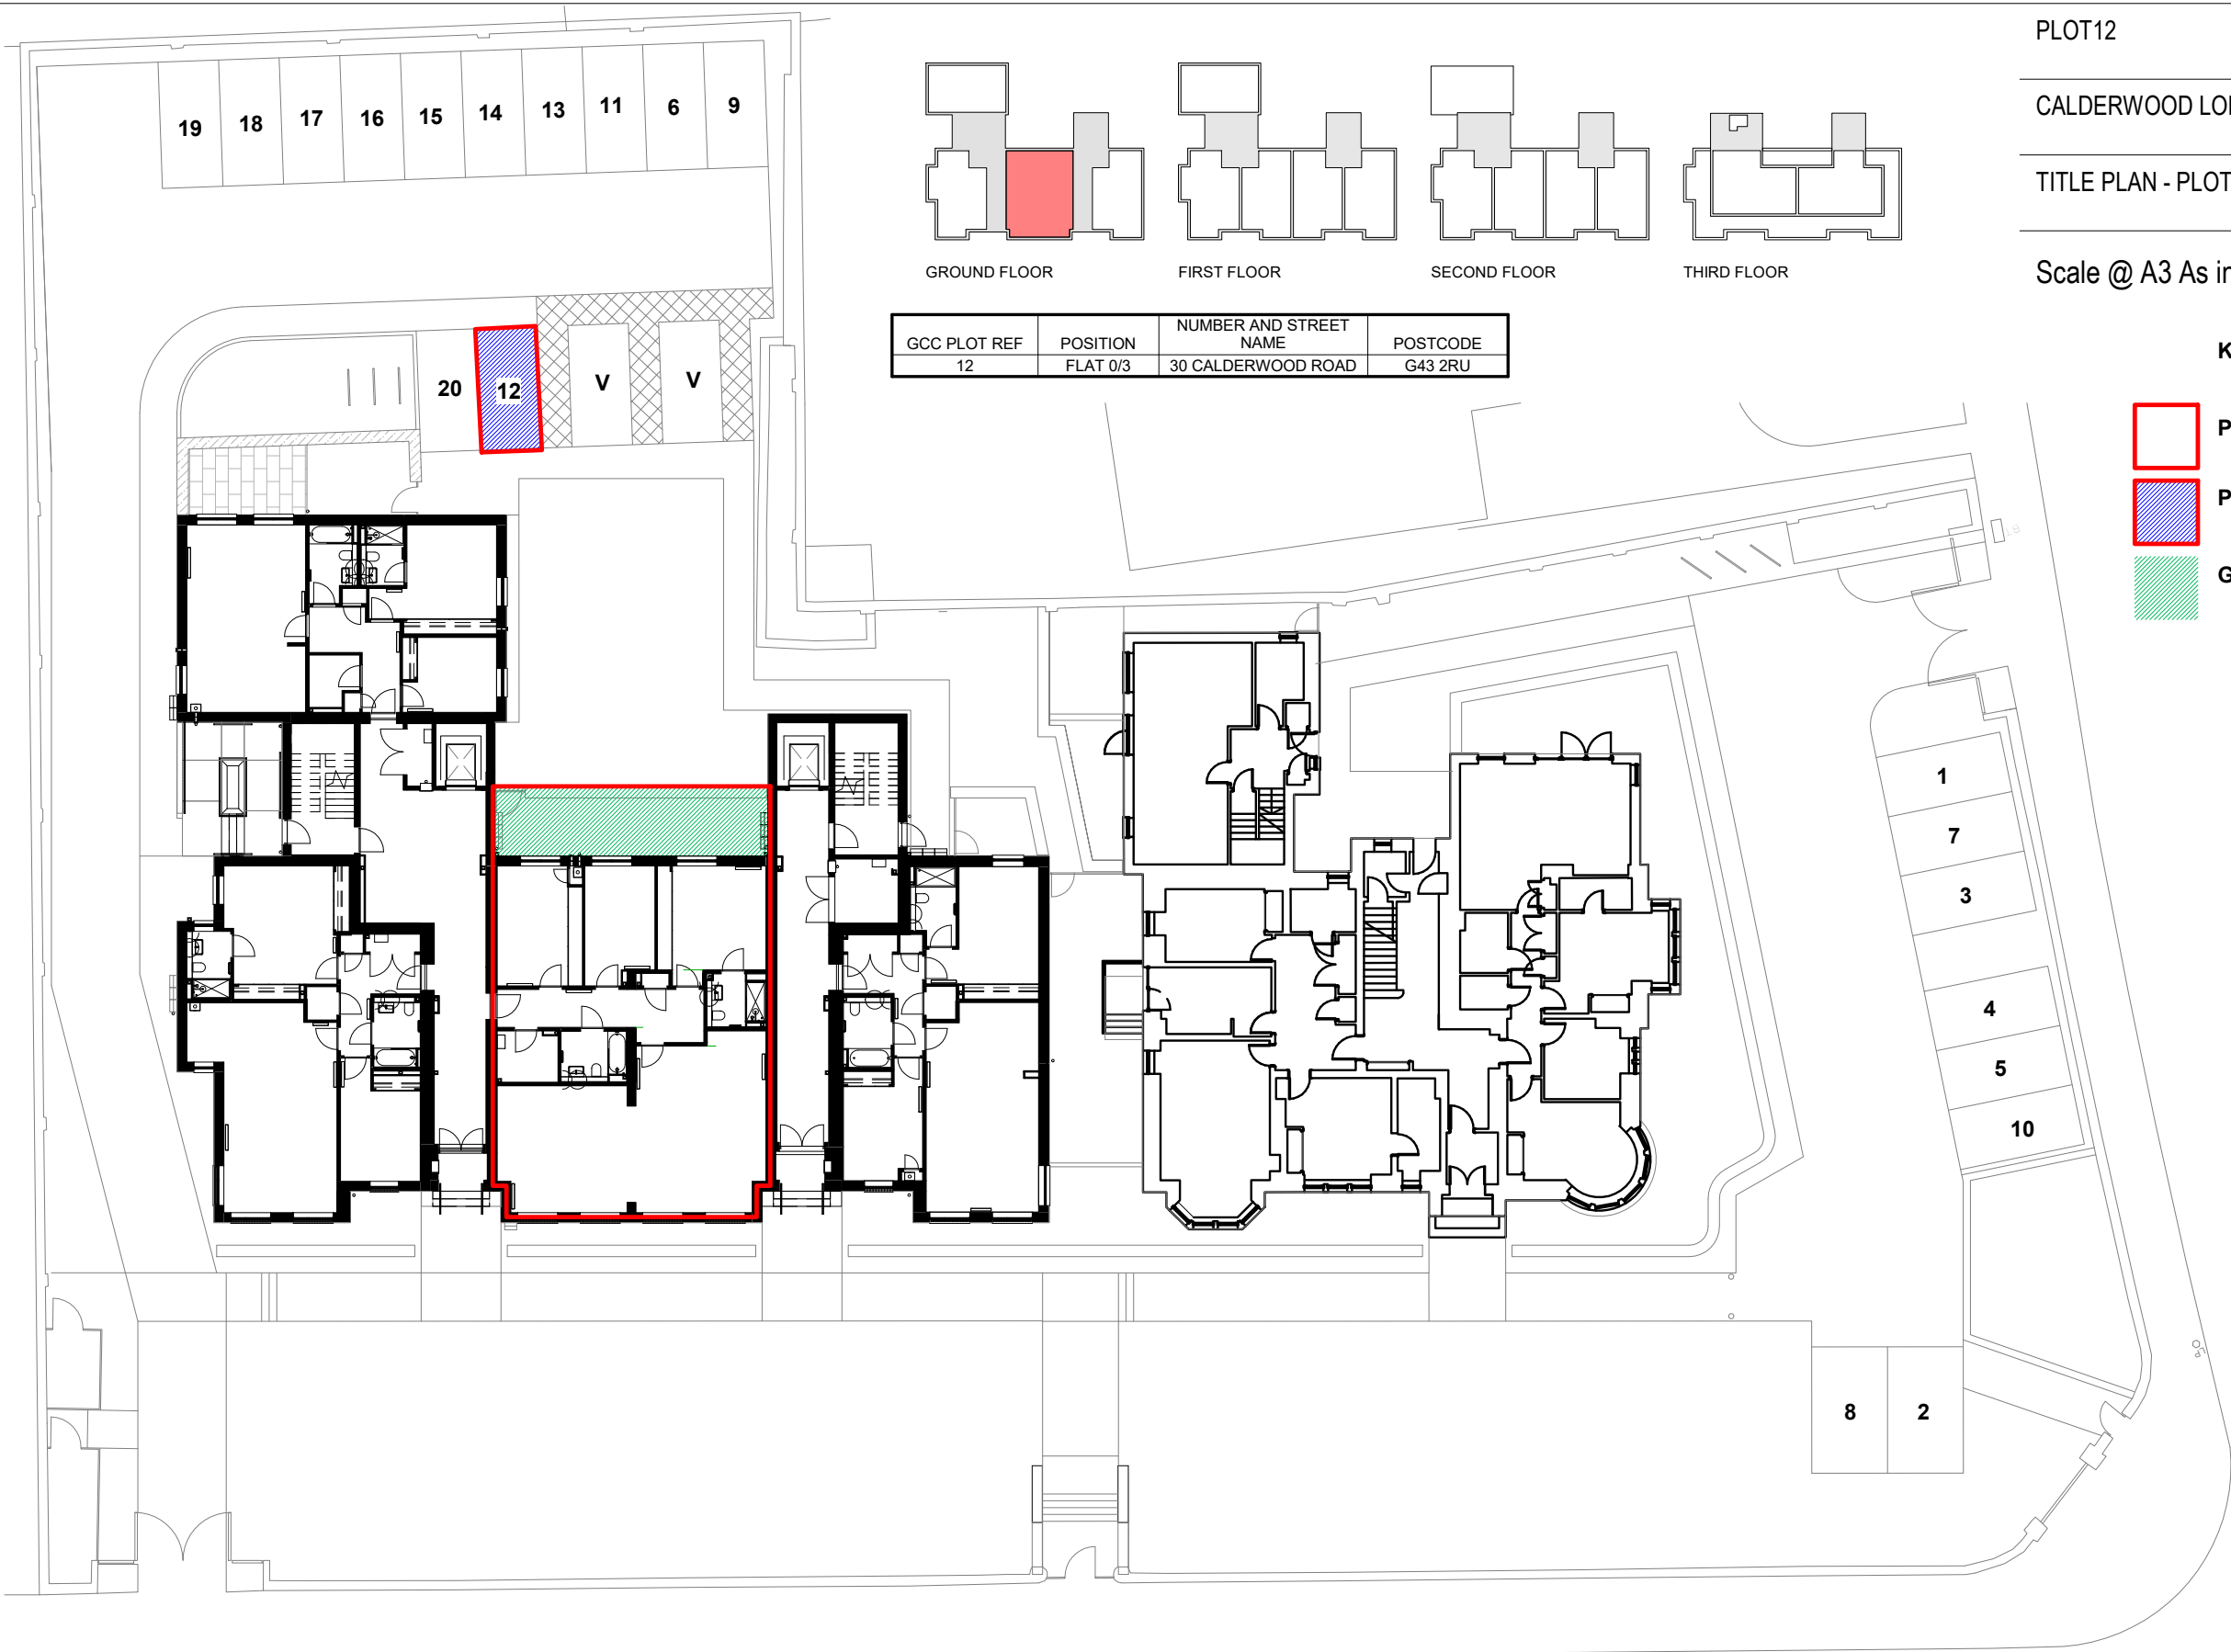 PLOT12
CALDERWOOD
TITLE PLAN - PLOT
Scale @ A3 As
GROUND FLOOR
FIRST FLOOR
SECOND FLOOR
THIRD FLOOR
GCC PLOT REF
POSITION
NUMBER AND STREET
NAME
POSTCODE
12
FLAT 0/3
30 CALDERWOOD ROAD
G43 2RU
19
18
17
16
15
14
13
11
6
9
20
12
V
V
1
7
3
4
5
10
8
2